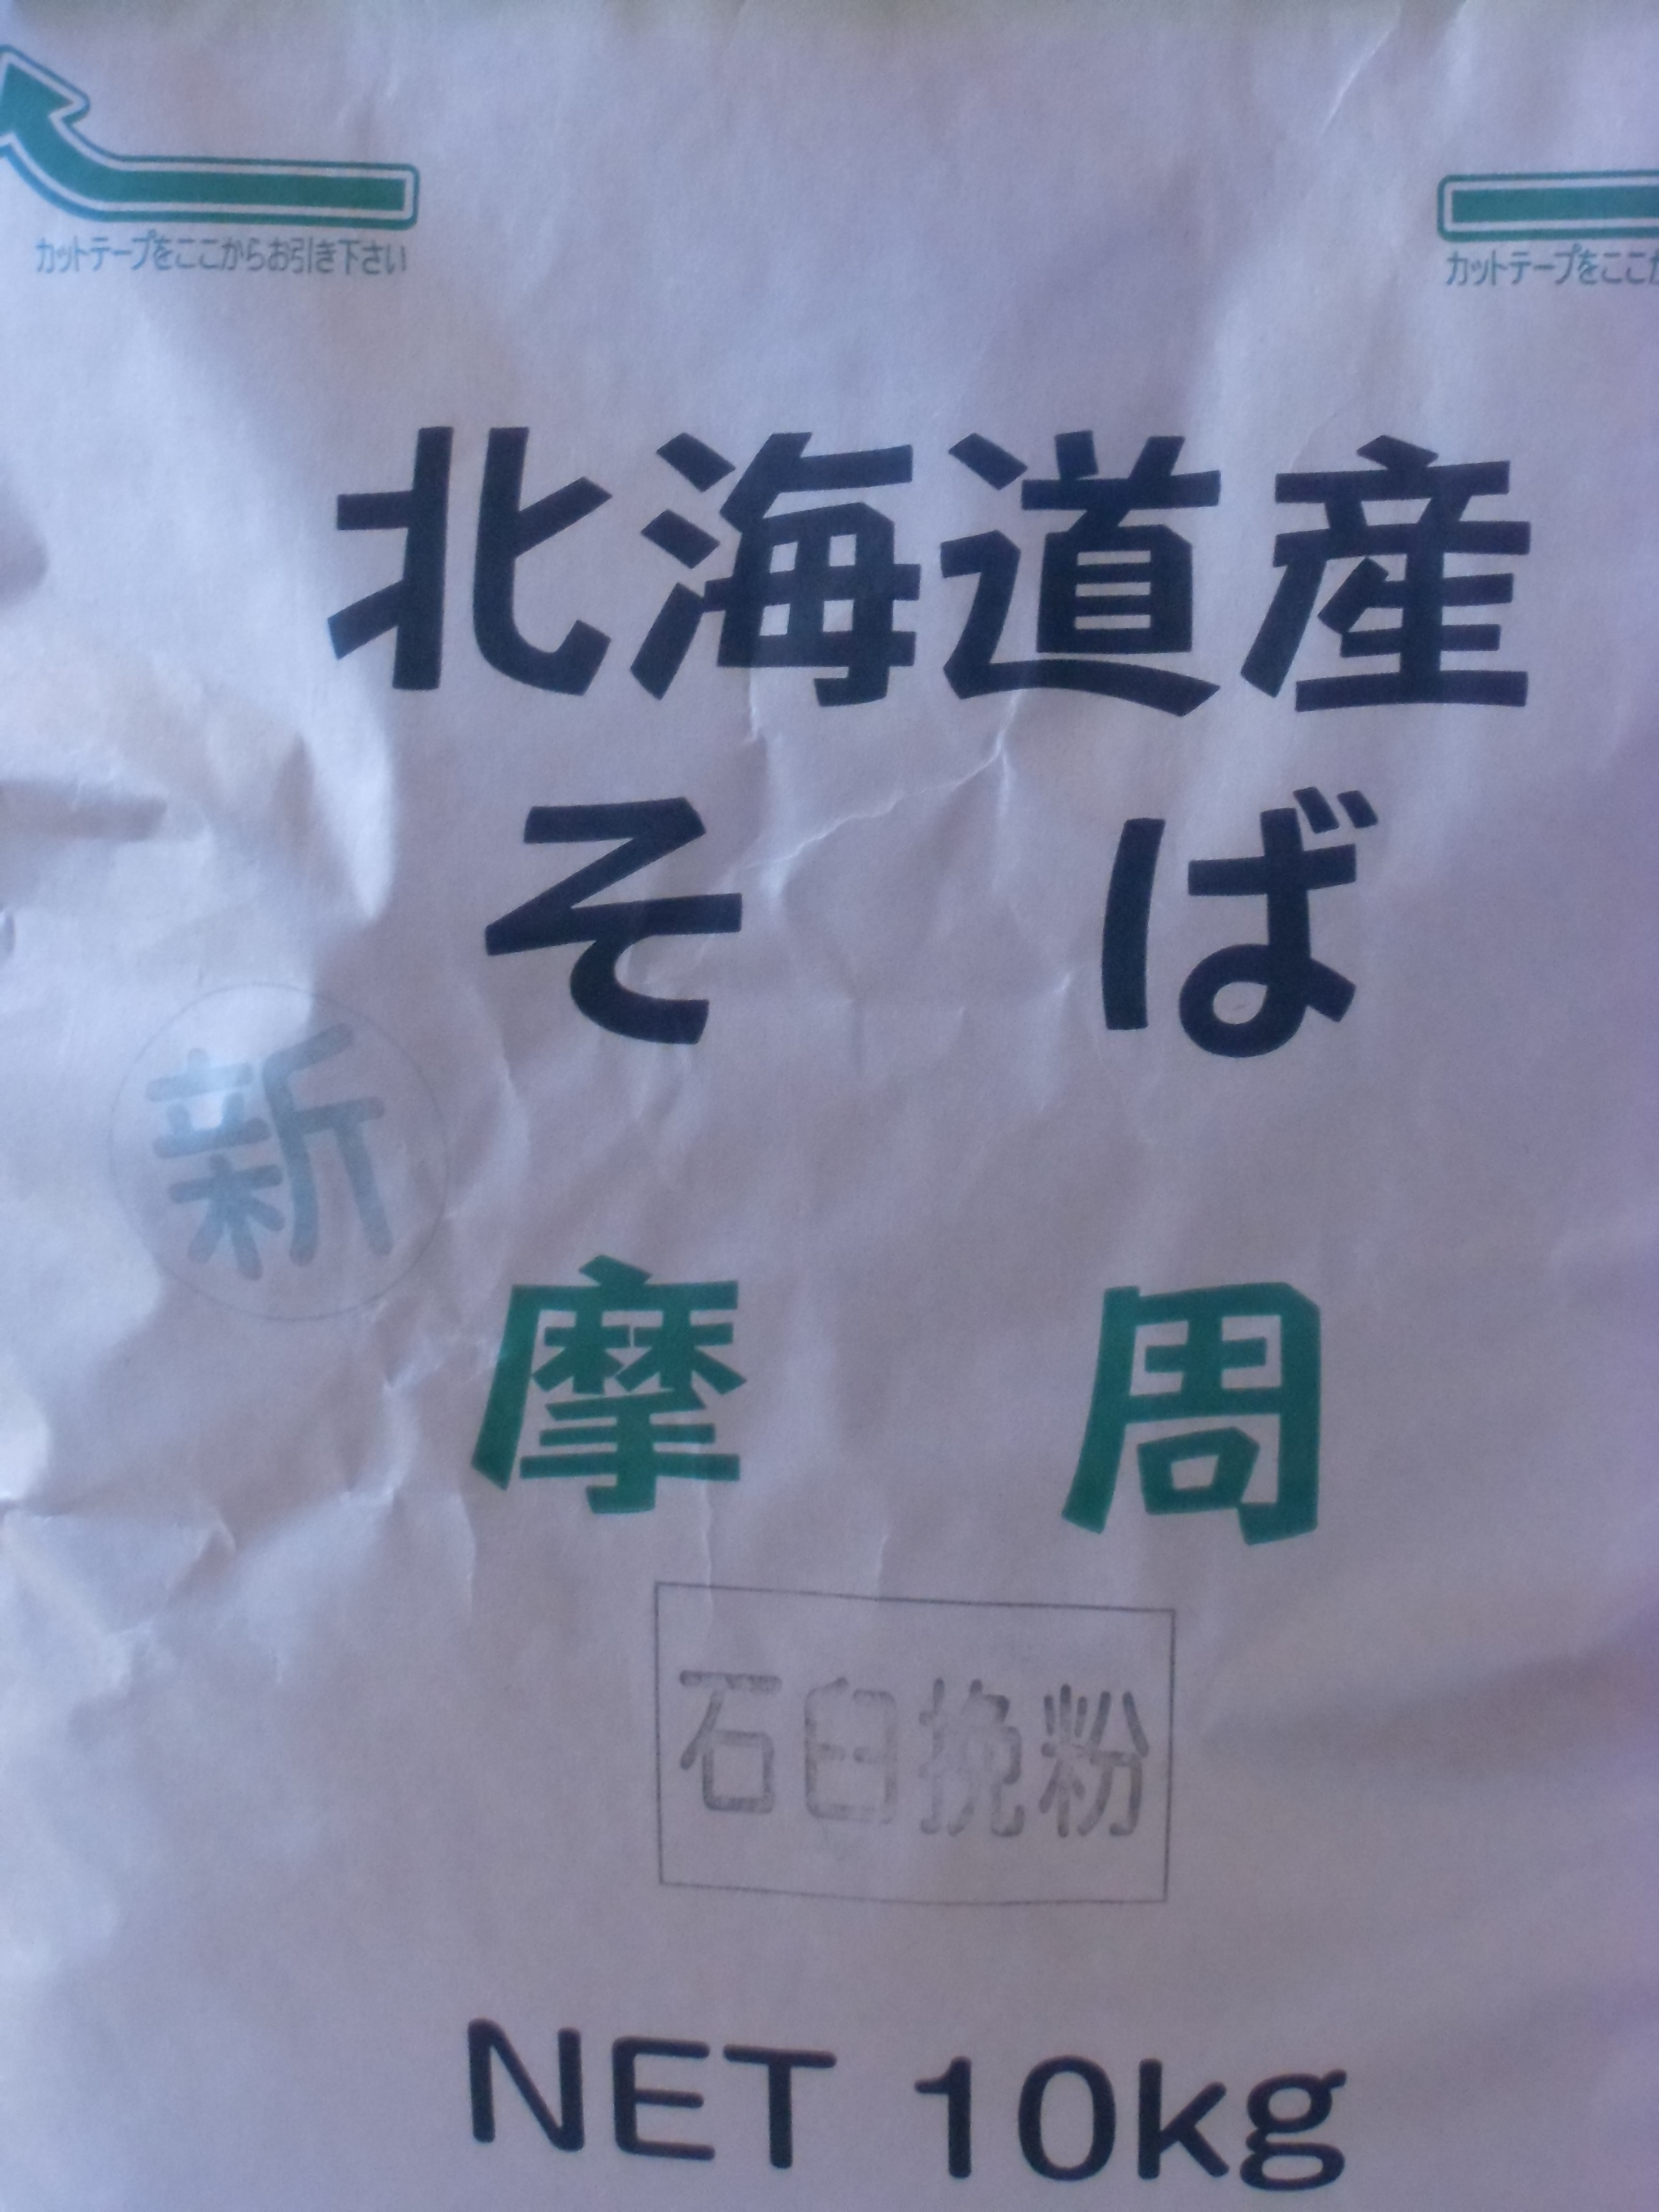 カットテープをここからお引き下さい
カットテープをここか
北海道産
そば
新
摩周
石臼挽粉
NET 10kg